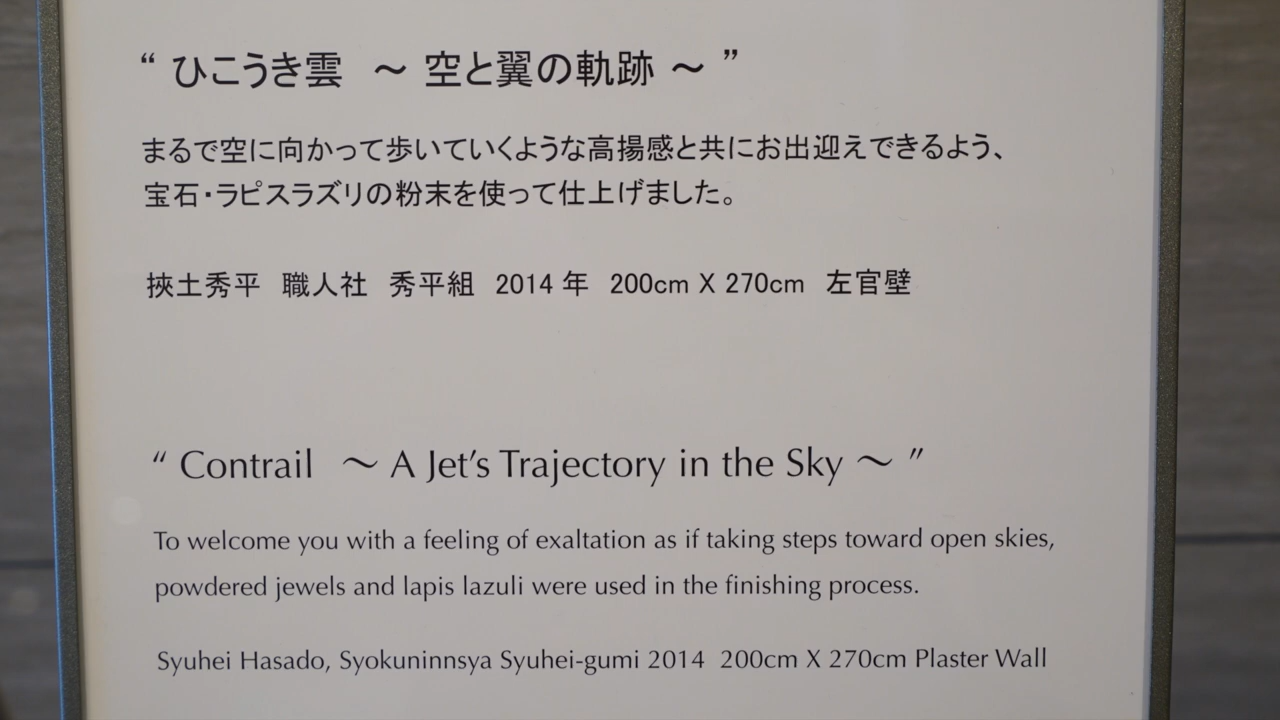 “ ひこうき雲 ～ 空と翼の軌跡 ～ ”
まるで空に向かって歩いていくような高揚感と共にお出迎えできるよう、
宝石・ラピスラズリの粉末を使って仕上げました。
挾土秀平 職人社 秀平組 2014 年 200cm X 270cm 左官壁
“ Contrail ～ A Jet’s Trajectory in the Sky ～ ”
To welcome you with a feeling of exaltation as if taking steps toward open skies,
powdered jewels and lapis lazuli were used in the finishing process.
Syuhei Hasado, Syokuninnsya Syuhei-gumi 2014 200cm X 270cm Plaster Wall